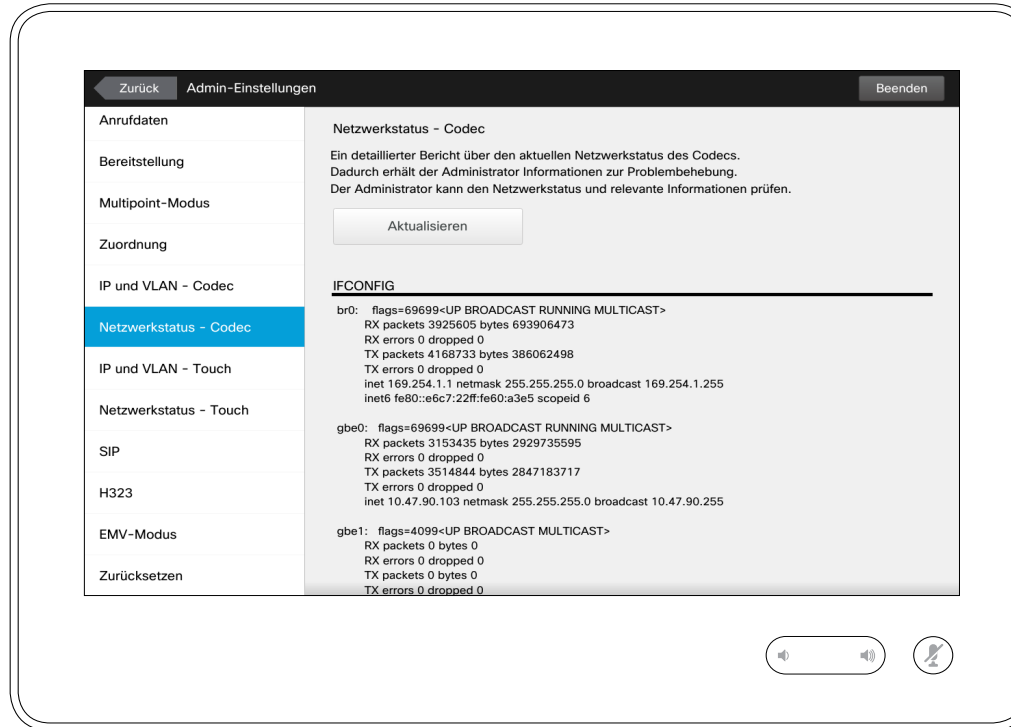 Zurück Admin-Einstellungen Beenden
Anrufdaten
Bereitstellung
Multipoint-Modus
Zuordnung
IP und VLAN - Codec
Netzwerkstatus - Codec
IP und VLAN - Touch
Netzwerkstatus - Touch
SIP
H323
EMV-Modus
Zurücksetzen
Netzwerkstatus - Codec
Ein detaillierter Bericht über den aktuellen Netzwerkstatus des Codecs.
Dadurch erhält der Administrator Informationen zur Problembehebung.
Der Administrator kann den Netzwerkstatus und relevante Informationen prüfen.
Aktualisieren
IFCONFIG
br0: flags=69699<UP BROADCAST RUNNING MULTICAST>
RX packets 3925605 bytes 693906473
RX errors 0 dropped 0
TX packets 4168733 bytes 386062498
TX errors 0 dropped 0
inet 169.254.1.1 netmask 255.255.255.0 broadcast 169.254.1.255
inet6 fe80::e6c7:22ff:fe60:a3e5 scopeid 6
gbe0: flags=69699<UP BROADCAST RUNNING MULTICAST>
RX packets 3153435 bytes 2929735595
RX errors 0 dropped 0
TX packets 3514844 bytes 2847183717
TX errors 0 dropped 0
inet 10.47.90.103 netmask 255.255.255.0 broadcast 10.47.90.255
gbe1: flags=4099<UP BROADCAST MULTICAST>
RX packets 0 bytes 0
RX errors 0 dropped 0
TX packets 0 bytes 0
TX errors 0 dropped 0